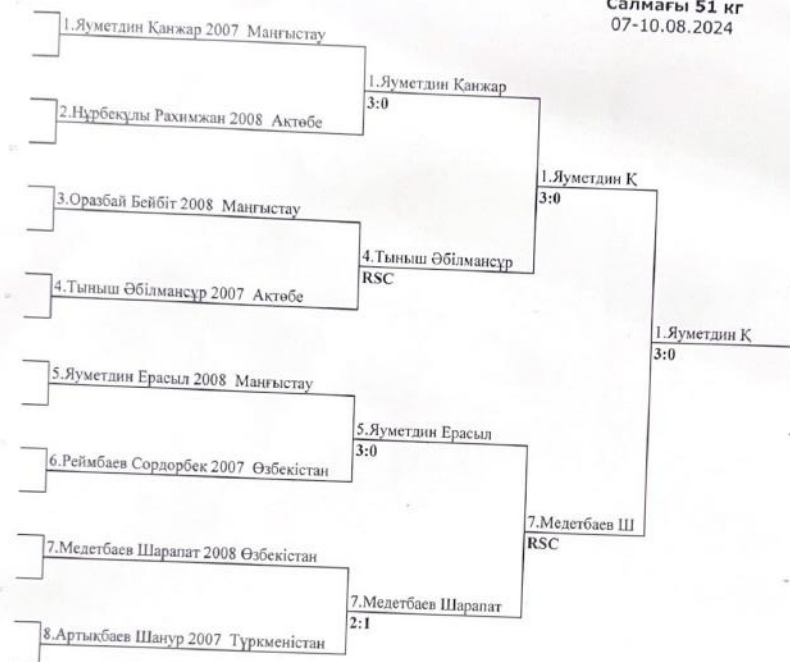 Салмағы 51 кг
07-10.08.2024
1.Яуметдин Қанжар 2007 Маңғыстау
1.Яуметдин Қанжар
3:0
2.Нұрбекұлы Рахимжан 2008 Актөбе
1.Яуметдин Қ
3:0
3.Оразбай Бейбіт 2008 Маңғыстау
4.Тыныш Әбілмансұр
RSC
4.Тыныш Әбілмансұр 2007 Актөбе
1.Яуметдин Қ
3:0
5.Яуметдин Ерасыл 2008 Маңғыстау
5.Яуметдин Ерасыл
3:0
6.Реймбаев Сордорбек 2007 Өзбекістан
7.Медетбаев Ш
RSC
7.Медетбаев Шарапат 2008 Өзбекістан
7.Медетбаев Шарапат
2:1
8.Артықбаев Шанур 2007 Түркменістан